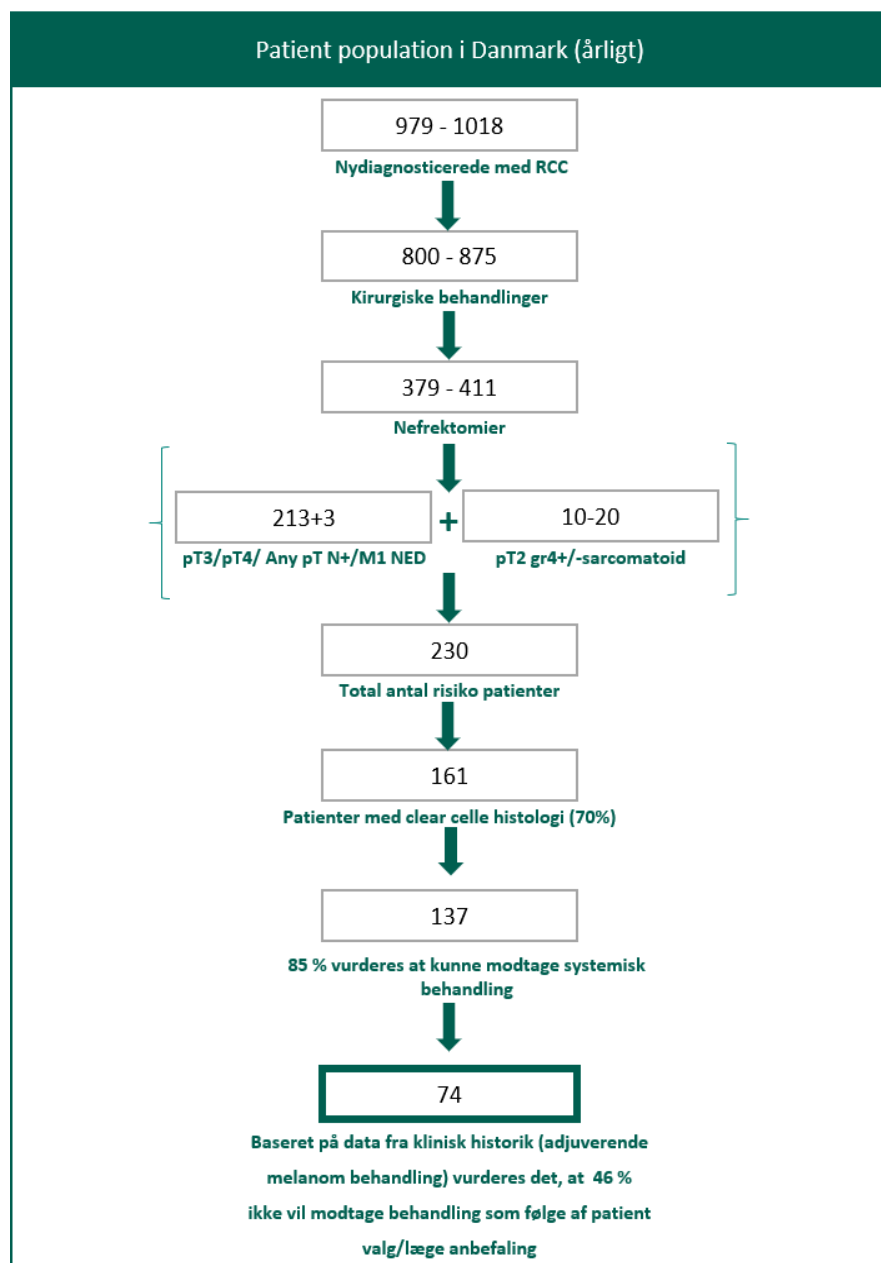 Patient population i Danmark (årligt)
979 - 1018
Nydiagnosticerede med RCC
800 - 875
Kirurgiske behandlinger
379 - 411
Nefrektomier
213+3 + 10-20
pT3/pT4/ Any pT N+/M1 NED pT2 gr4+/-sarcomatoid
230
Total antal risiko patienter
161
Patienter med clear celle histologi (70%)
137
85 % vurderes at kunne modtage systemisk
behandling
74
Baseret på data fra klinisk historik (adjuverende
melanom behandling) vurderes det, at 46 %
ikke vil modtage behandling som følge af patient
valg/læge anbefaling